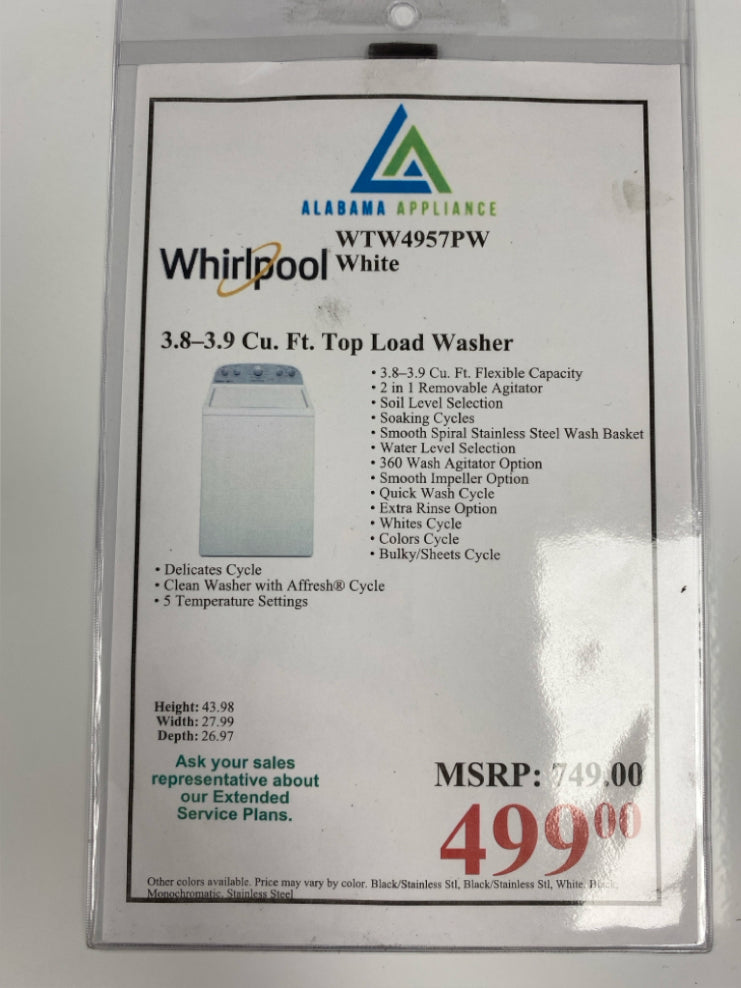 ALABAMA APPLIANCE
WTW4957PW
Whirlpool White
3.8–3.9 Cu. Ft. Top Load Washer
• 3.8–3.9 Cu. Ft. Flexible Capacity
• 2 in 1 Removable Agitator
• Soil Level Selection
• Soaking Cycles
• Smooth Spiral Stainless Steel Wash Basket
• Water Level Selection
• 360 Wash Agitator Option
• Smooth Impeller Option
• Quick Wash Cycle
• Extra Rinse Option
• Whites Cycle
• Colors Cycle
• Bulky/Sheets Cycle
• Delicates Cycle
• Clean Washer with Affresh® Cycle
• 5 Temperature Settings
Height: 43.98
Width: 27.99
Depth: 26.97
Ask your sales
representative about
our Extended
Service Plans.
MSRP: 749.00
49900
Other colors available. Price may vary by color. Black/Stainless Stl, Black/Stainless Stl, White, Black,
Monochromatic, Stainless Steel